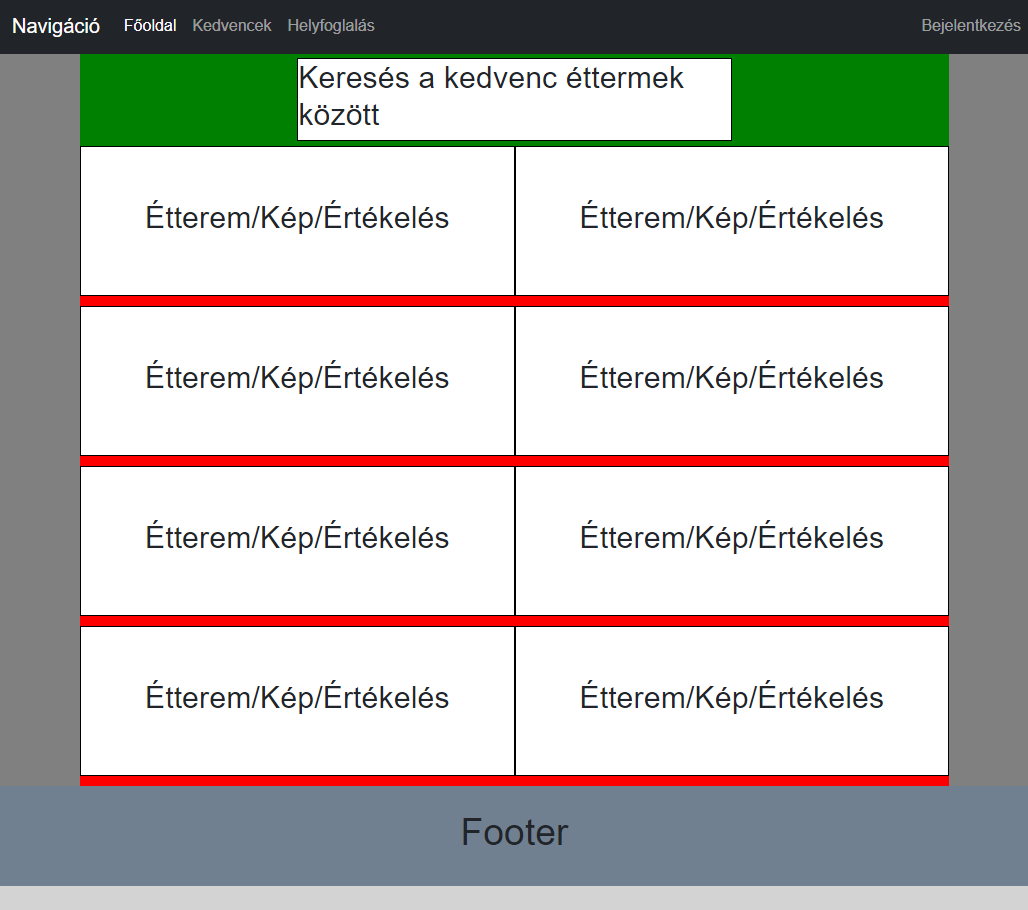 Navigáció Főoldal Kedvencek Helyfoglalás Bejelentkezés
Keresés a kedvenc éttermek
között
Étterem/Kép/Értékelés Étterem/Kép/Értékelés
Étterem/Kép/Értékelés Étterem/Kép/Értékelés
Étterem/Kép/Értékelés Étterem/Kép/Értékelés
Étterem/Kép/Értékelés Étterem/Kép/Értékelés
Footer